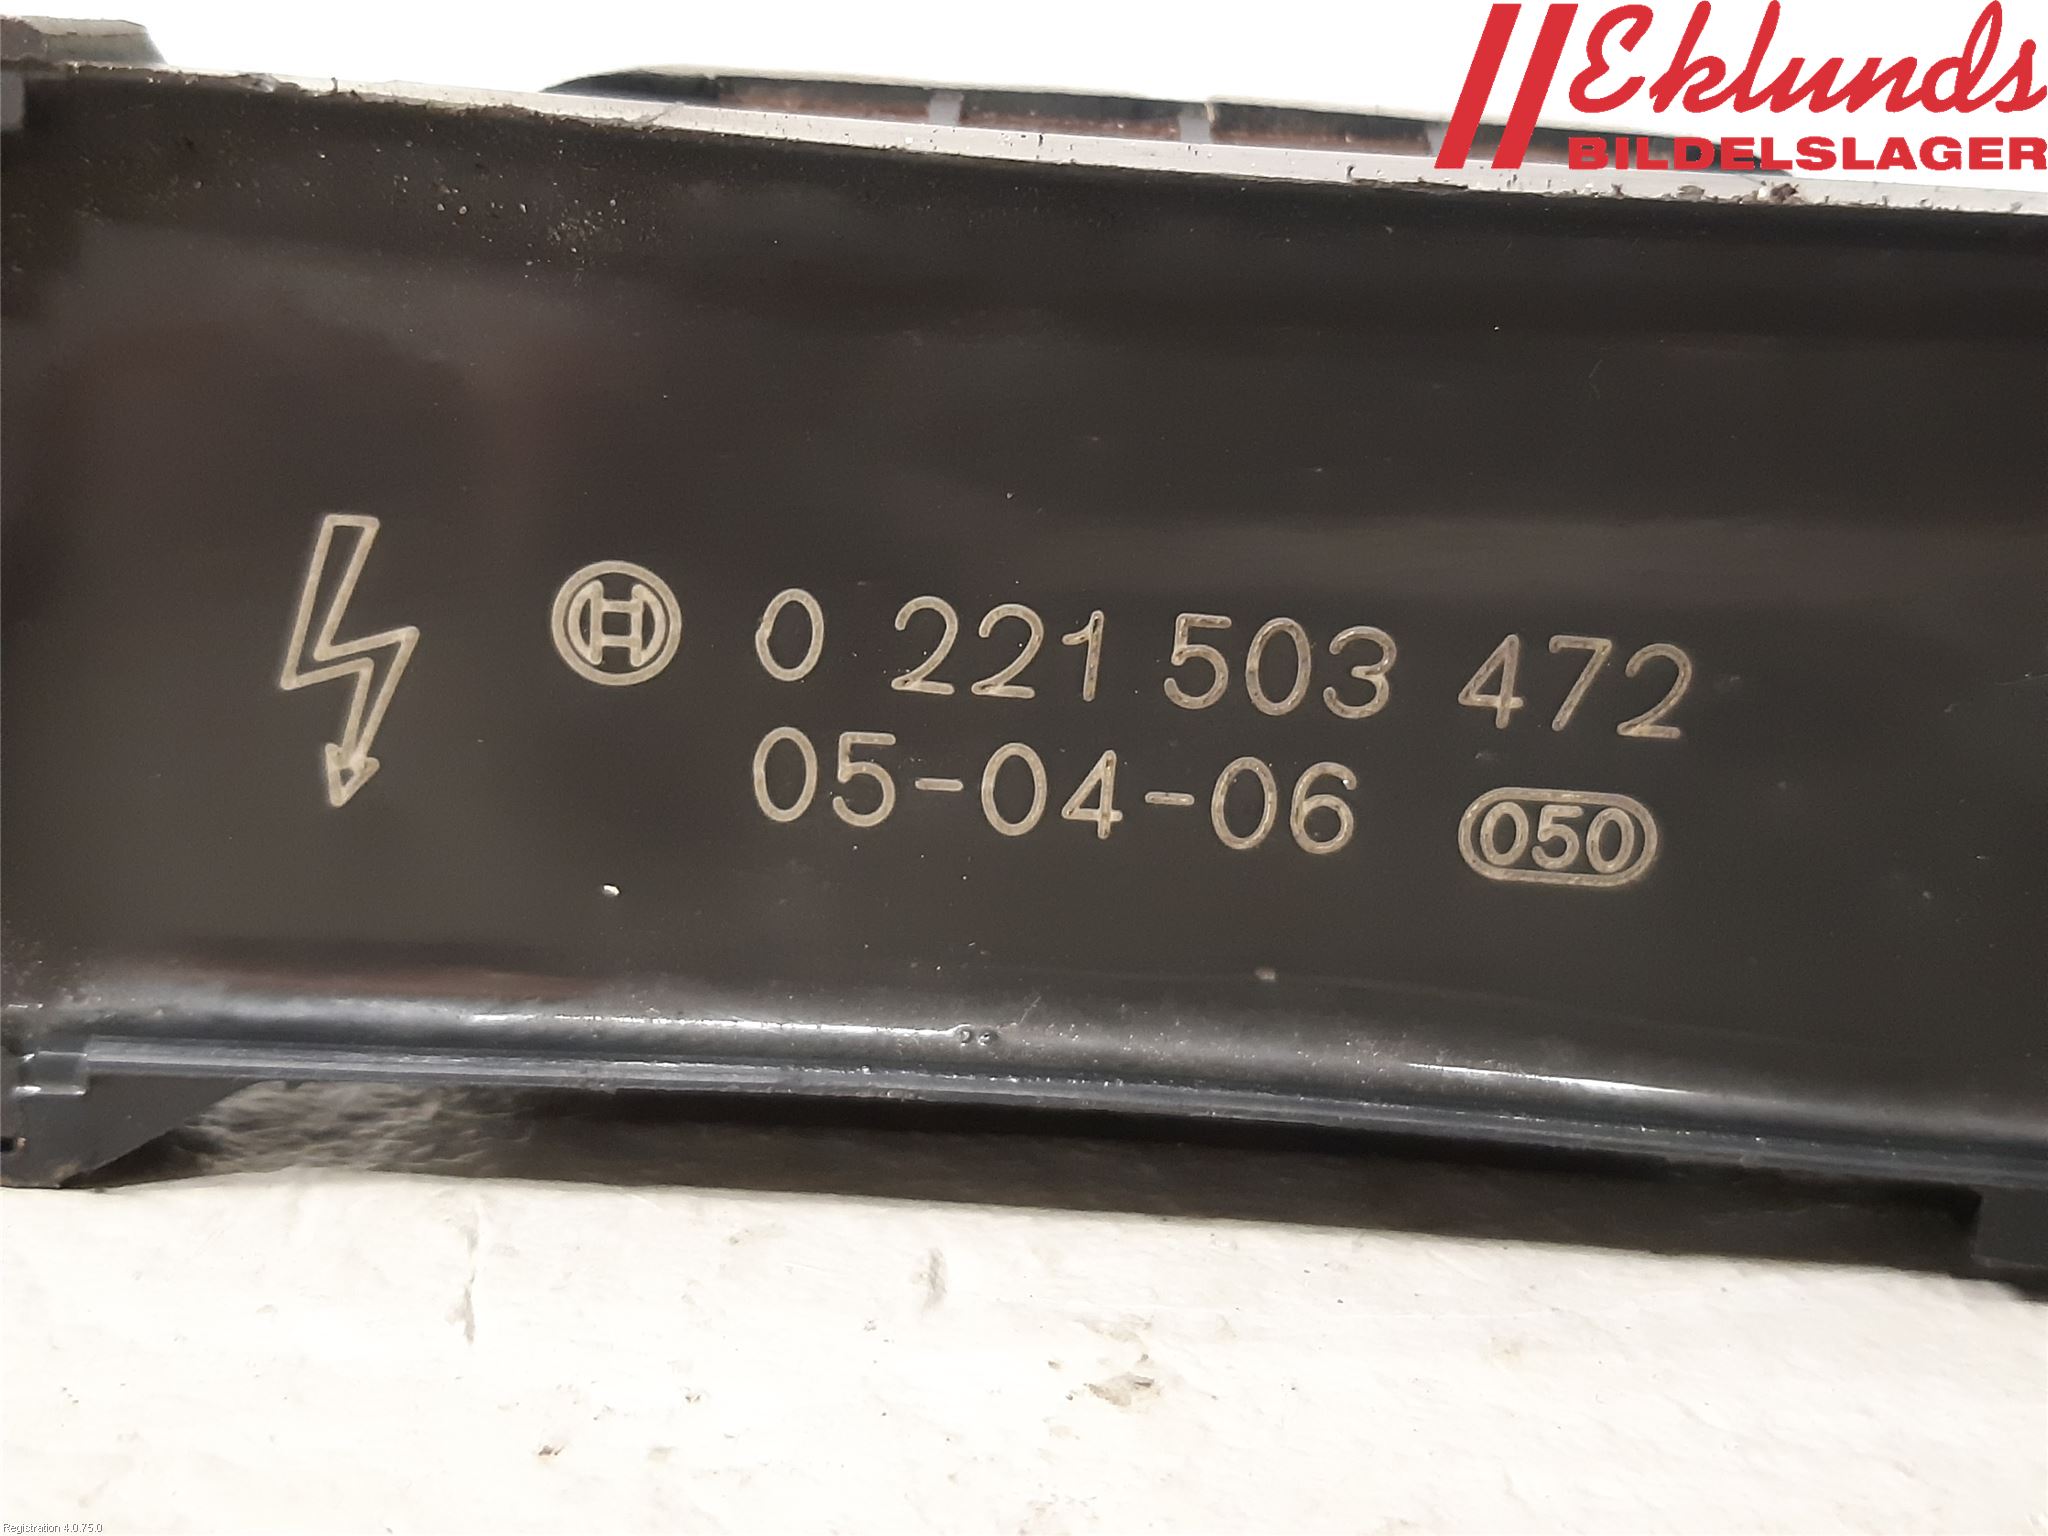 Eklunds
BILDELSLAGER
0 221 503 472
05-04-06 050
Registration 4.0.75.0